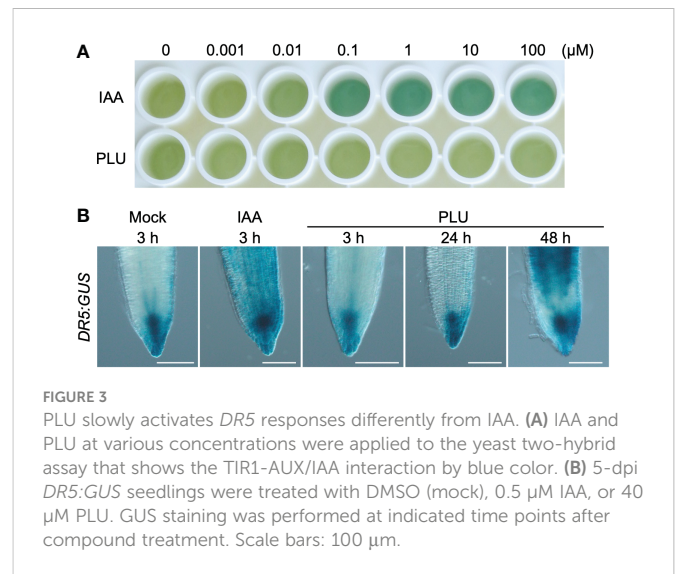 A
0 0.001 0.01 0.1 1 10 100 (μM)
IAA
PLU
B
Mock IAA PLU
3 h 3 h 3 h 24 h 48 h
DR5:GUS
FIGURE 3
PLU slowly activates DR5 responses differently from IAA. (A) IAA and
PLU at various concentrations were applied to the yeast two-hybrid
assay that shows the TIR1-AUX/IAA interaction by blue color. (B) 5-dpi
DR5:GUS seedlings were treated with DMSO (mock), 0.5 μM IAA, or 40
μM PLU. GUS staining was performed at indicated time points after
compound treatment. Scale bars: 100 μm.